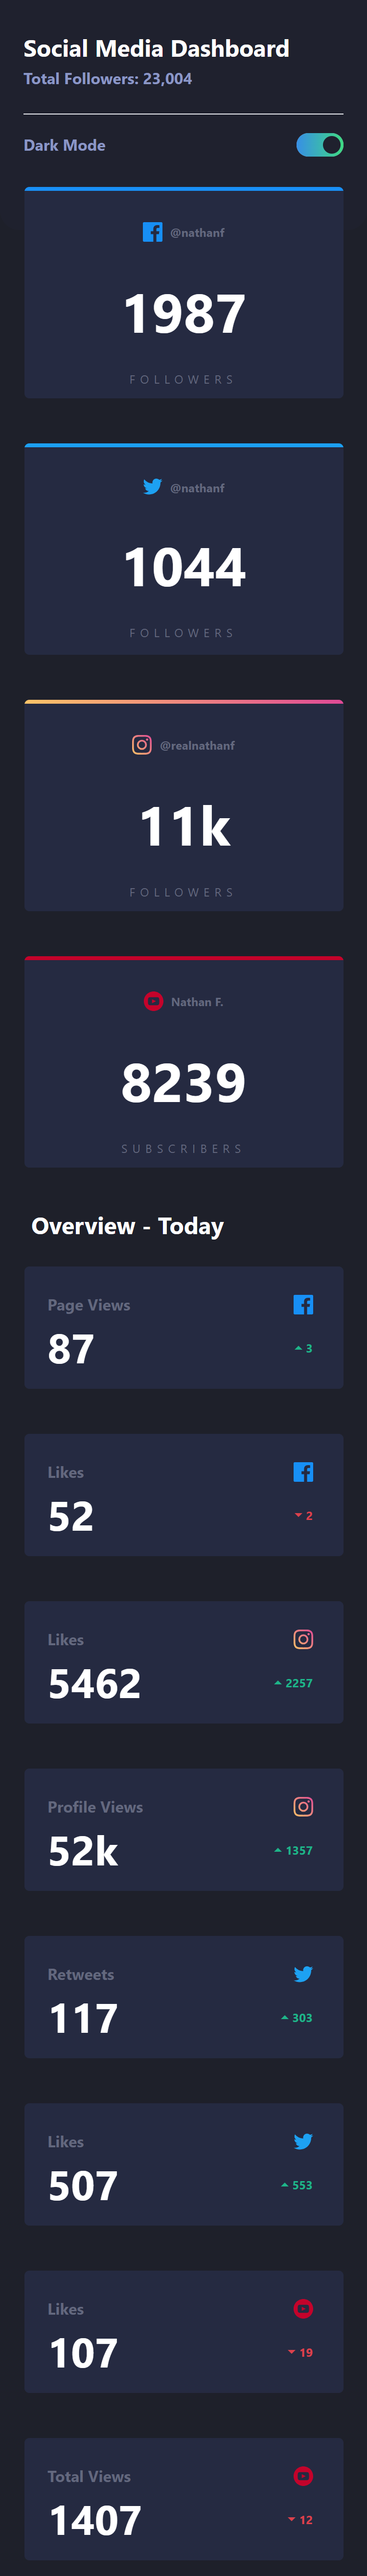 Social Media Dashboard
Total Followers: 23,004
Dark Mode
@nathanf
1987
FOLLOWERS
@nathanf
1044
FOLLOWERS
@realnathanf
11k
FOLLOWERS
Nathan F.
8239
SUBSCRIBERS
Overview - Today
Page Views
87
3
Likes
52
2
Likes
5462
2257
Profile Views
52k
1357
Retweets
117
303
Likes
507
553
Likes
107
19
Total Views
1407
12